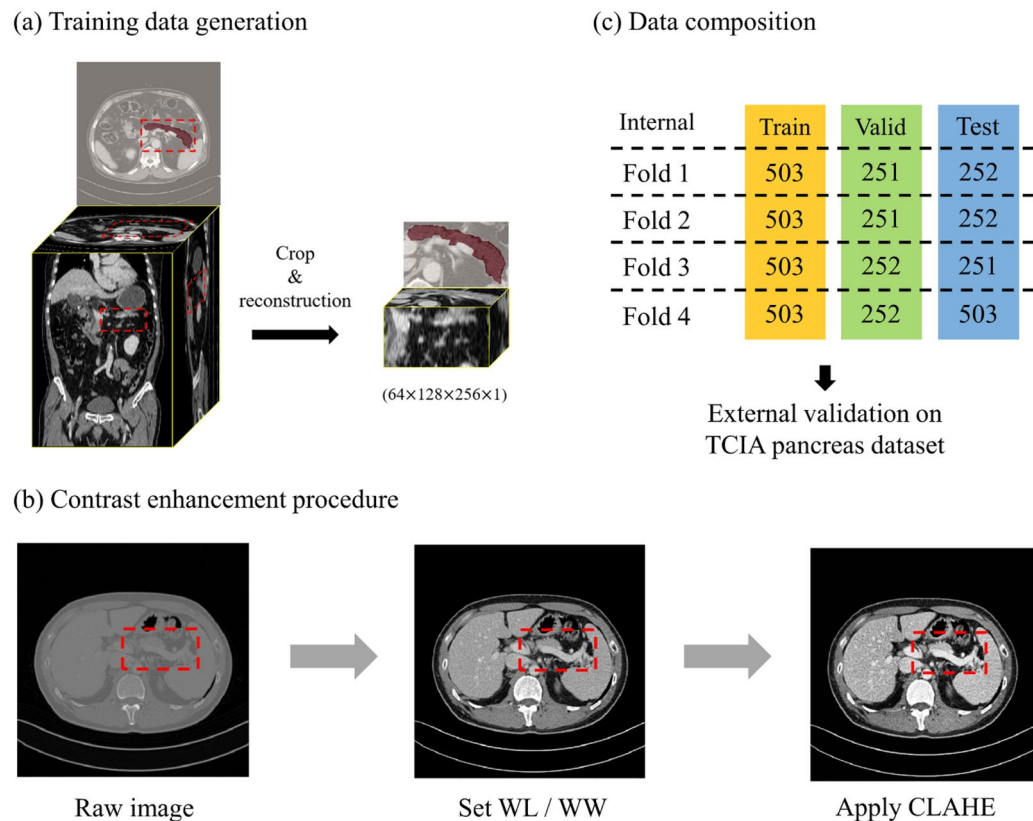 (a) Training data generation
Crop
&
reconstruction
(64×128×256×1)
(c) Data composition
Internal Train Valid Test
Fold 1 503 251 252
Fold 2 503 251 252
Fold 3 503 252 251
Fold 4 503 252 503
External validation on
TCIA pancreas dataset
(b) Contrast enhancement procedure
Raw image
Set WL / WW
Apply CLAHE